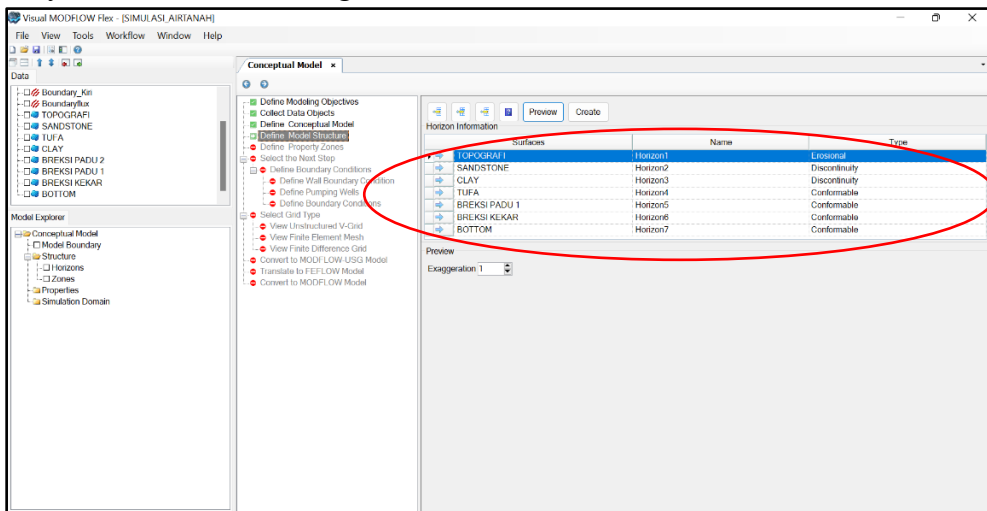 Visual MODFLOW Flex - [SIMULASI_AIRTANAH]
File View Tools Workflow Window Help
Data
Boundary_Kiri
Boundaryflux
TOPOGRAFI
SANDSTONE
TUFA
CLAY
BREKSI PADU 2
BREKSI PADU 1
BREKSI KEKAR
BOTTOM
Model Explorer
Conceptual Model
Model Boundary
Structure
Horizons
Zones
Properties
Simulation Domain
Conceptual Model ×
Define Modeling Objectives
Collect Data Objects
Define Conceptual Model
Define Model Structure
Define Property Zones
Select the Next Step
Define Boundary Conditions
Define Wall Boundary Condition
Define Pumping Wells
Define Boundary Conditions
Select Grid Type
View Unstructured V-Grid
View Finite Element Mesh
View Finite Difference Grid
Convert to MODFLOW-USG Model
Translate to FEFLOW Model
Convert to MODFLOW Model
Preview Create
Horizon Information
Surfaces Name Type
TOPOGRAFI Horizon1 Erosional
SANDSTONE Horizon2 Discontinuity
CLAY Horizon3 Discontinuity
TUFA Horizon4 Conformable
BREKSI PADU 1 Horizon5 Conformable
BREKSI KEKAR Horizon6 Conformable
BOTTOM Horizon7 Conformable
Preview
Exaggeration 1